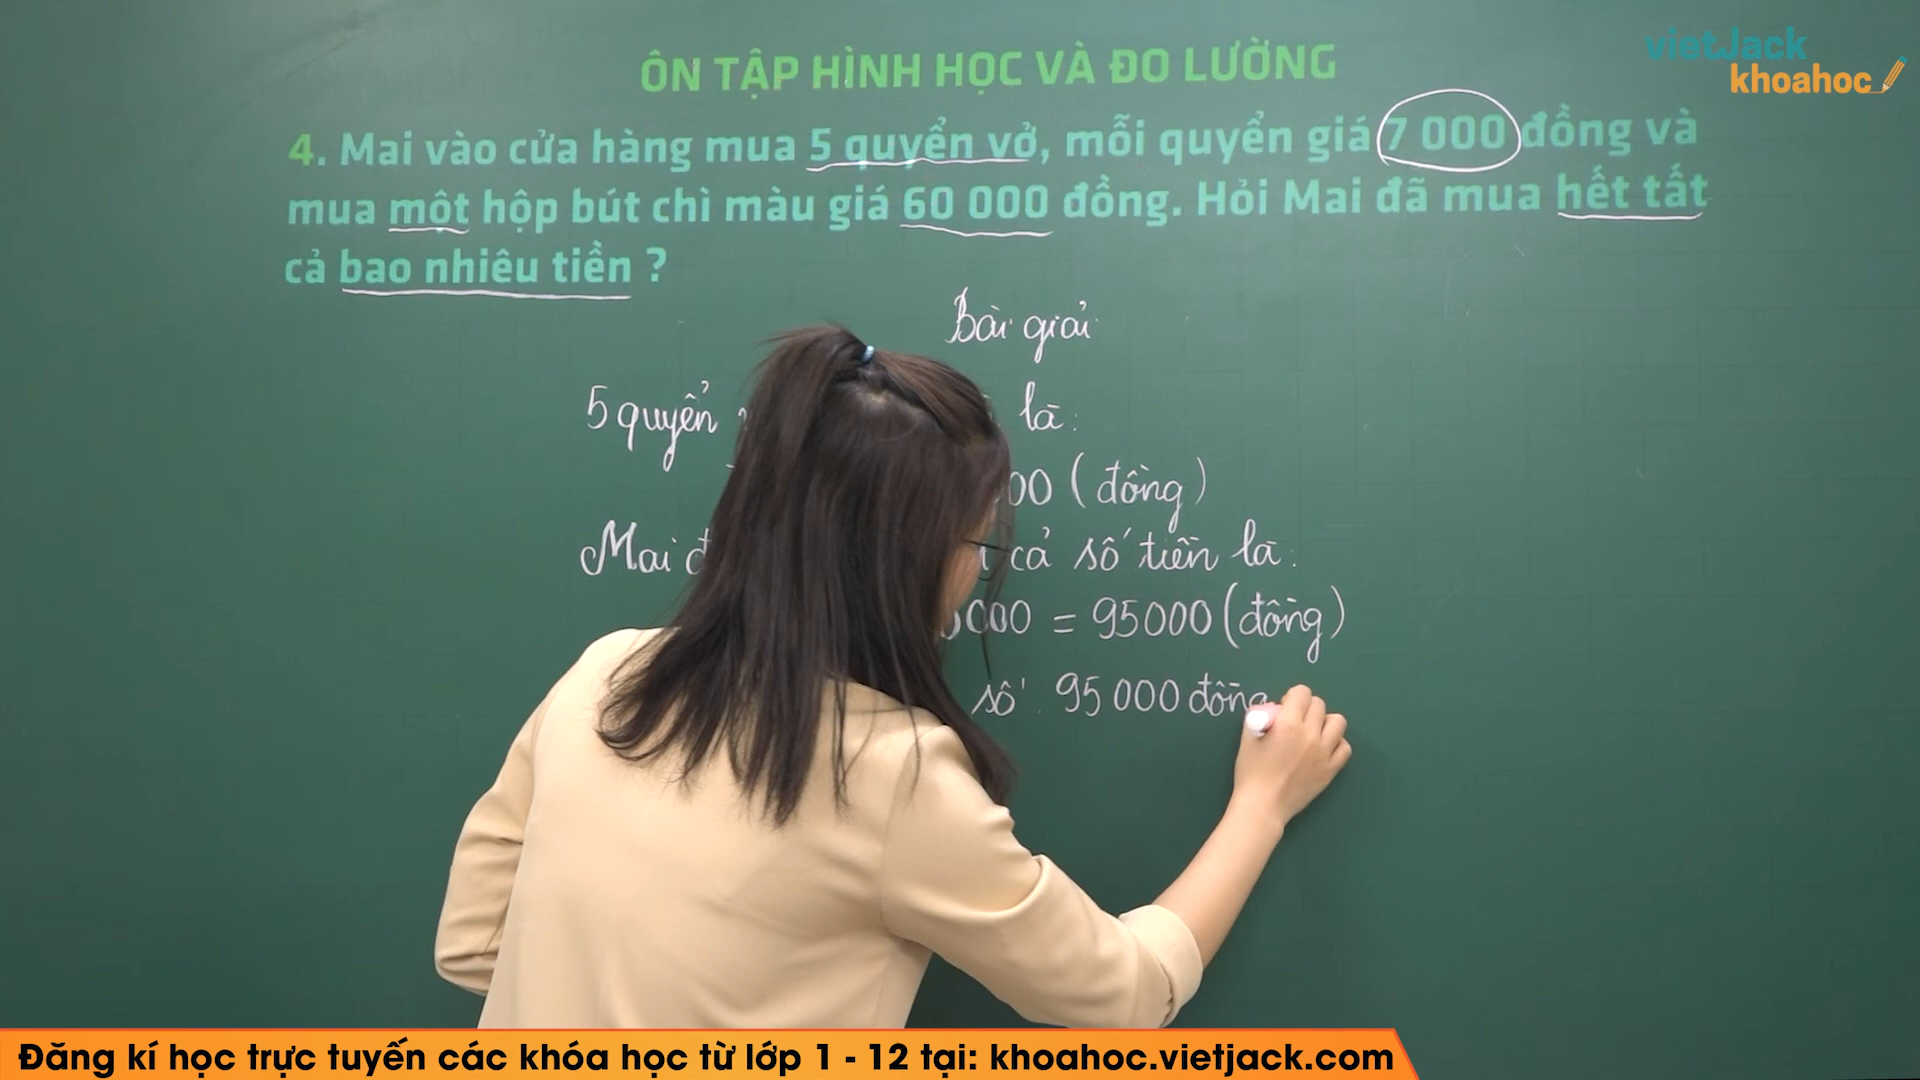 vietJack
khoahoc
ÔN TẬP HÌNH HỌC VÀ ĐO LƯỜNG
4. Mai vào cửa hàng mua 5 quyển vở, mỗi quyển giá 7 000 đồng và
mua một hộp bút chì màu giá 60 000 đồng. Hỏi Mai đã mua hết tất
cả bao nhiêu tiền ?
Bài giải
5 quyển là:
00 (đồng)
Mai cả số tiền là:
000 = 95000 (đồng)
số: 95 000 đồng
Đăng kí học trực tuyến các khóa học từ lớp 1 - 12 tại: khoahoc.vietjack.com